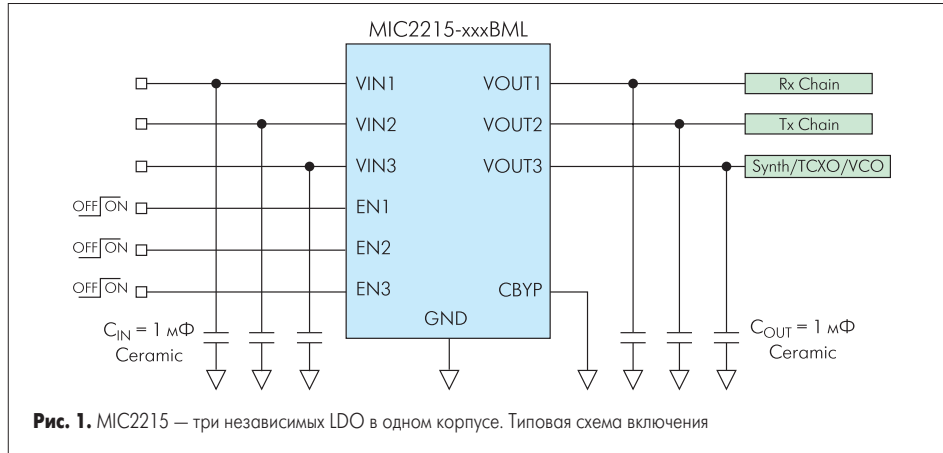 MIC2215-xxxBML
VIN1
VOUT1
Rx Chain
VIN2
VOUT2
Tx Chain
VIN3
VOUT3
Synth/TCXO/VCO
OFF ON
EN1
OFF ON
EN2
OFF ON
EN3
CBYP
GND
CIN = 1 мФ
Ceramic
COUT = 1 мФ
Ceramic
Рис. 1. MIC2215 — три независимых LDO в одном корпусе. Типовая схема включения